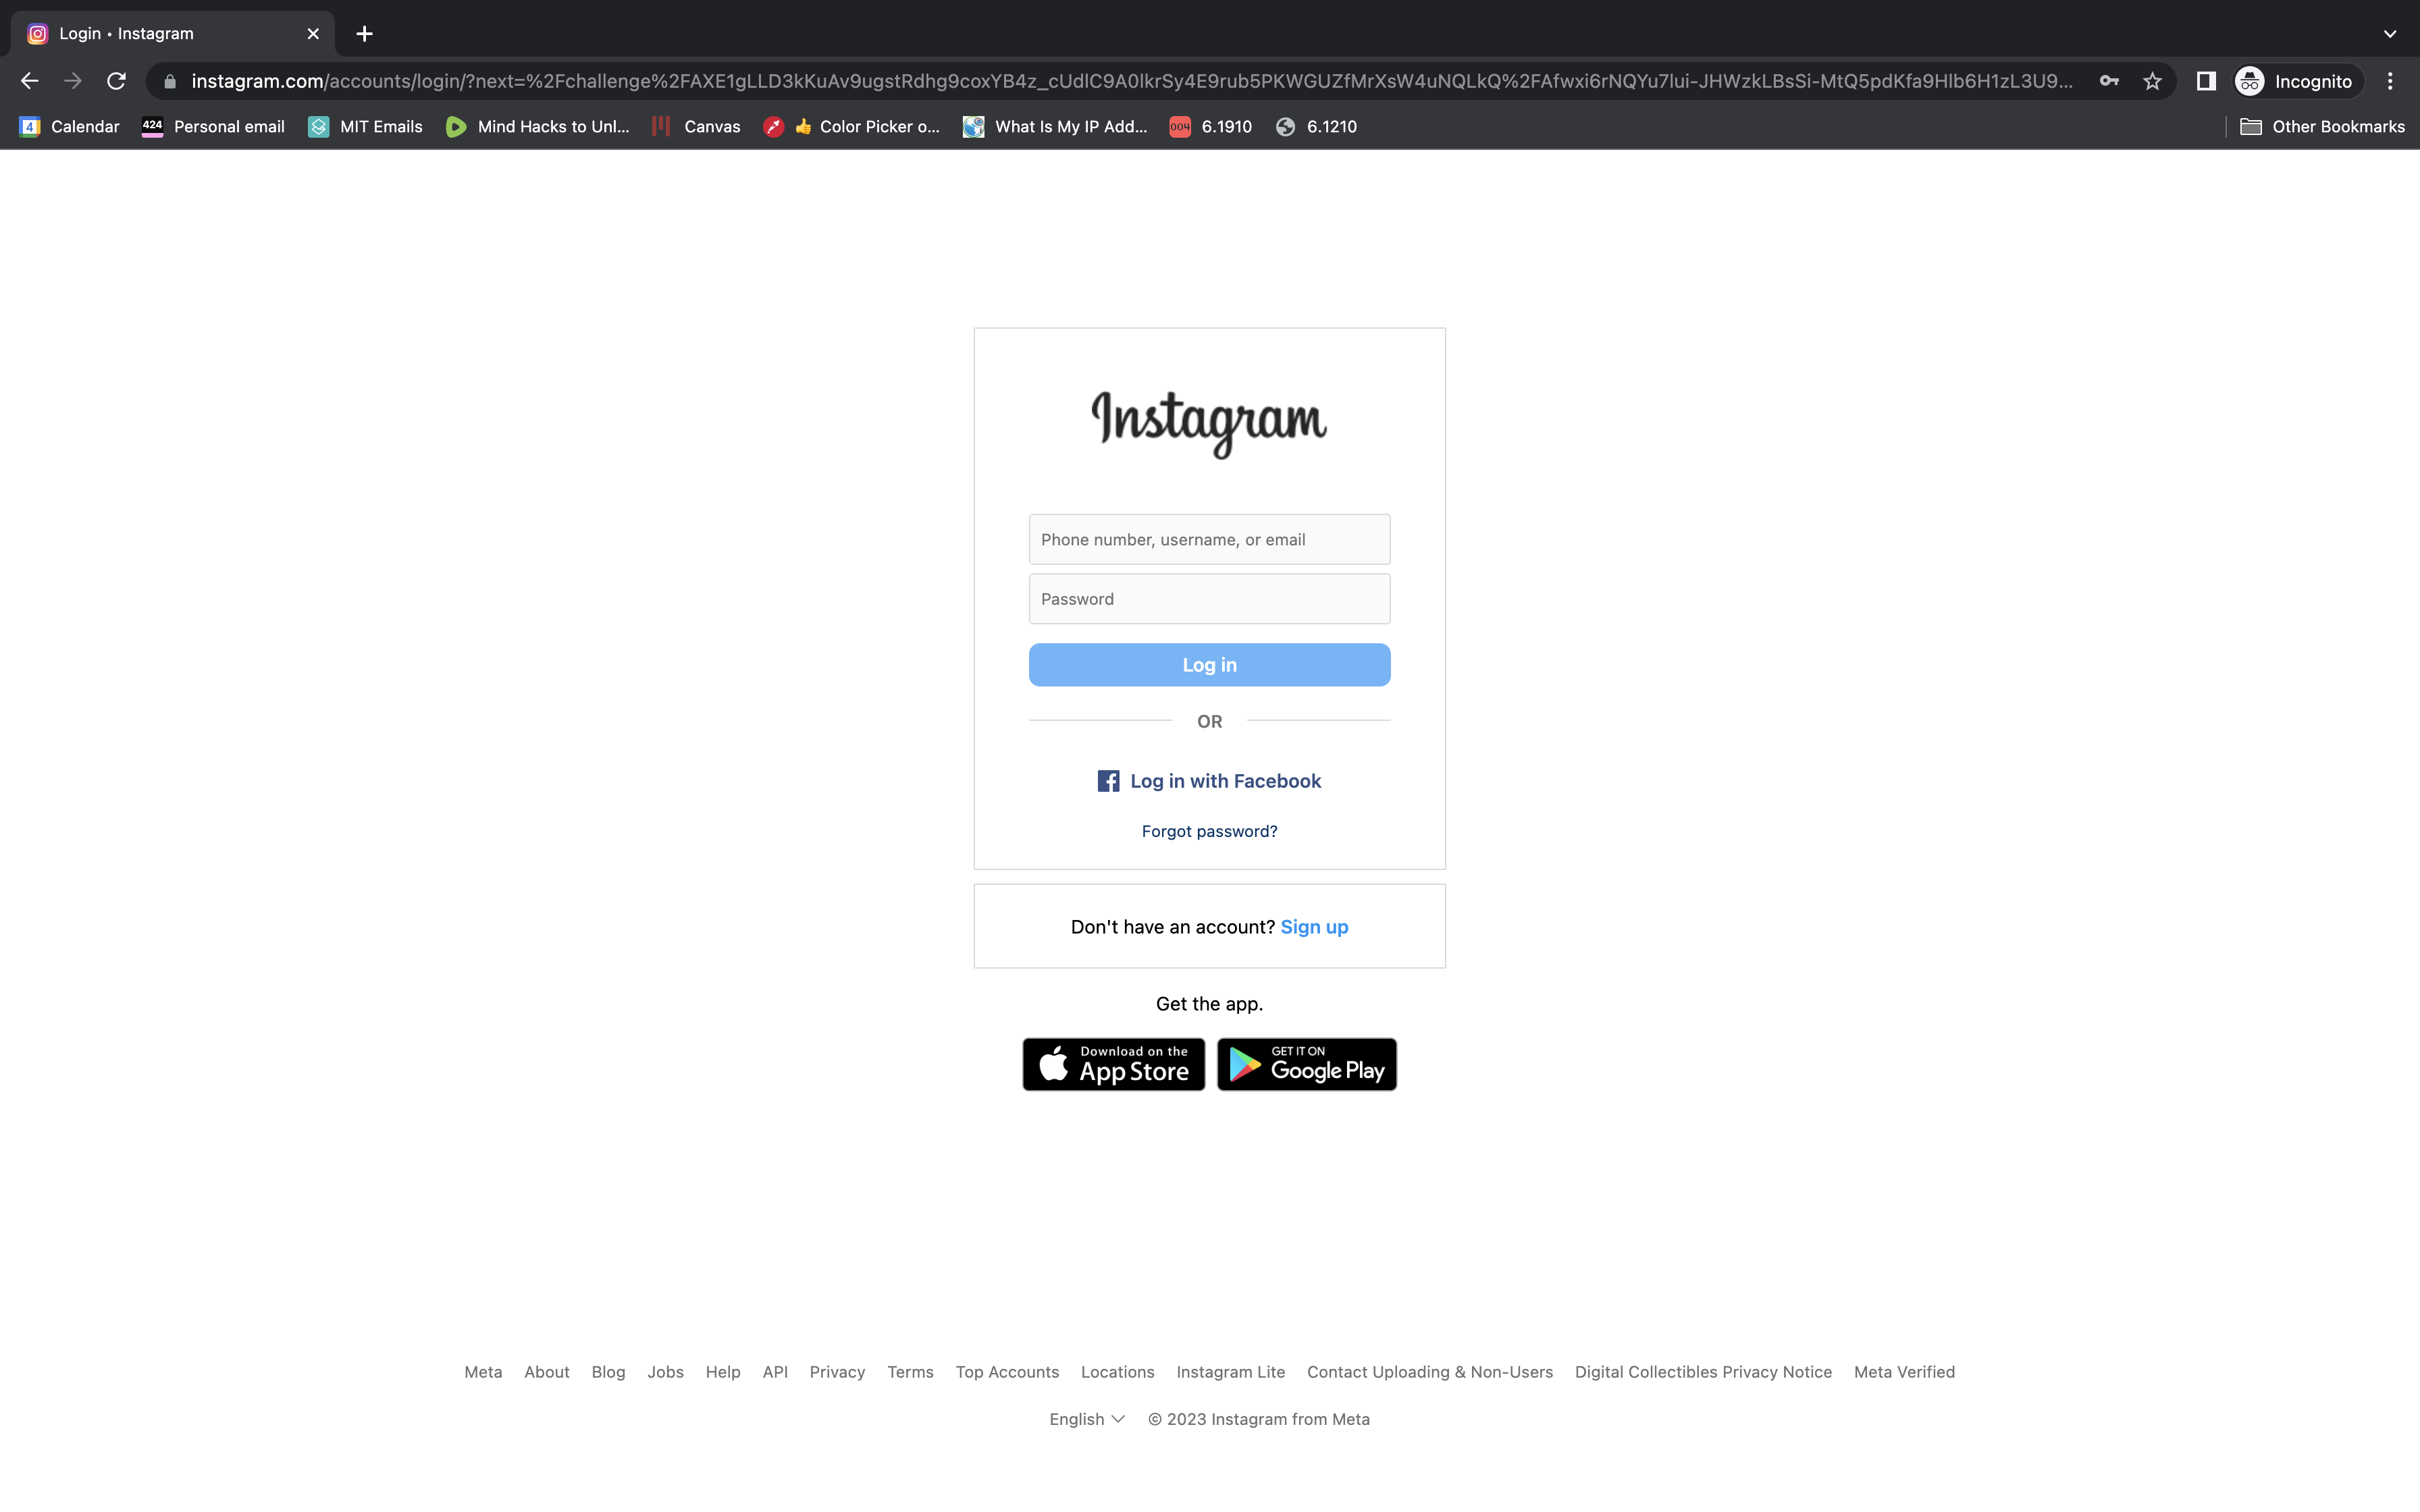 Login • Instagram
instagram.com/accounts/login/?next=%2Fchallenge%2FAXE1gLLD3kKuAv9ugstRdhg9coxYB4z_cUdlC9A0lkrSy4E9rub5PKWGUZfMrXsW4uNQLkQ%2FAfwxi6rNQYu7lui-JHWzkLBsSi-MtQ5pdKfa9Hlb6H1zL3U9... Incognito
4 Calendar 424 Personal email MIT Emails Mind Hacks to Unl... Canvas 👍 Color Picker o... What Is My IP Add... 004 6.1910 6.1210 Other Bookmarks
Instagram
Phone number, username, or email
Password
Log in
OR
Log in with Facebook
Forgot password?
Don't have an account? Sign up
Get the app.
Download on the
App Store
GET IT ON
Google Play
Meta About Blog Jobs Help API Privacy Terms Top Accounts Locations Instagram Lite Contact Uploading & Non-Users Digital Collectibles Privacy Notice Meta Verified
English © 2023 Instagram from Meta